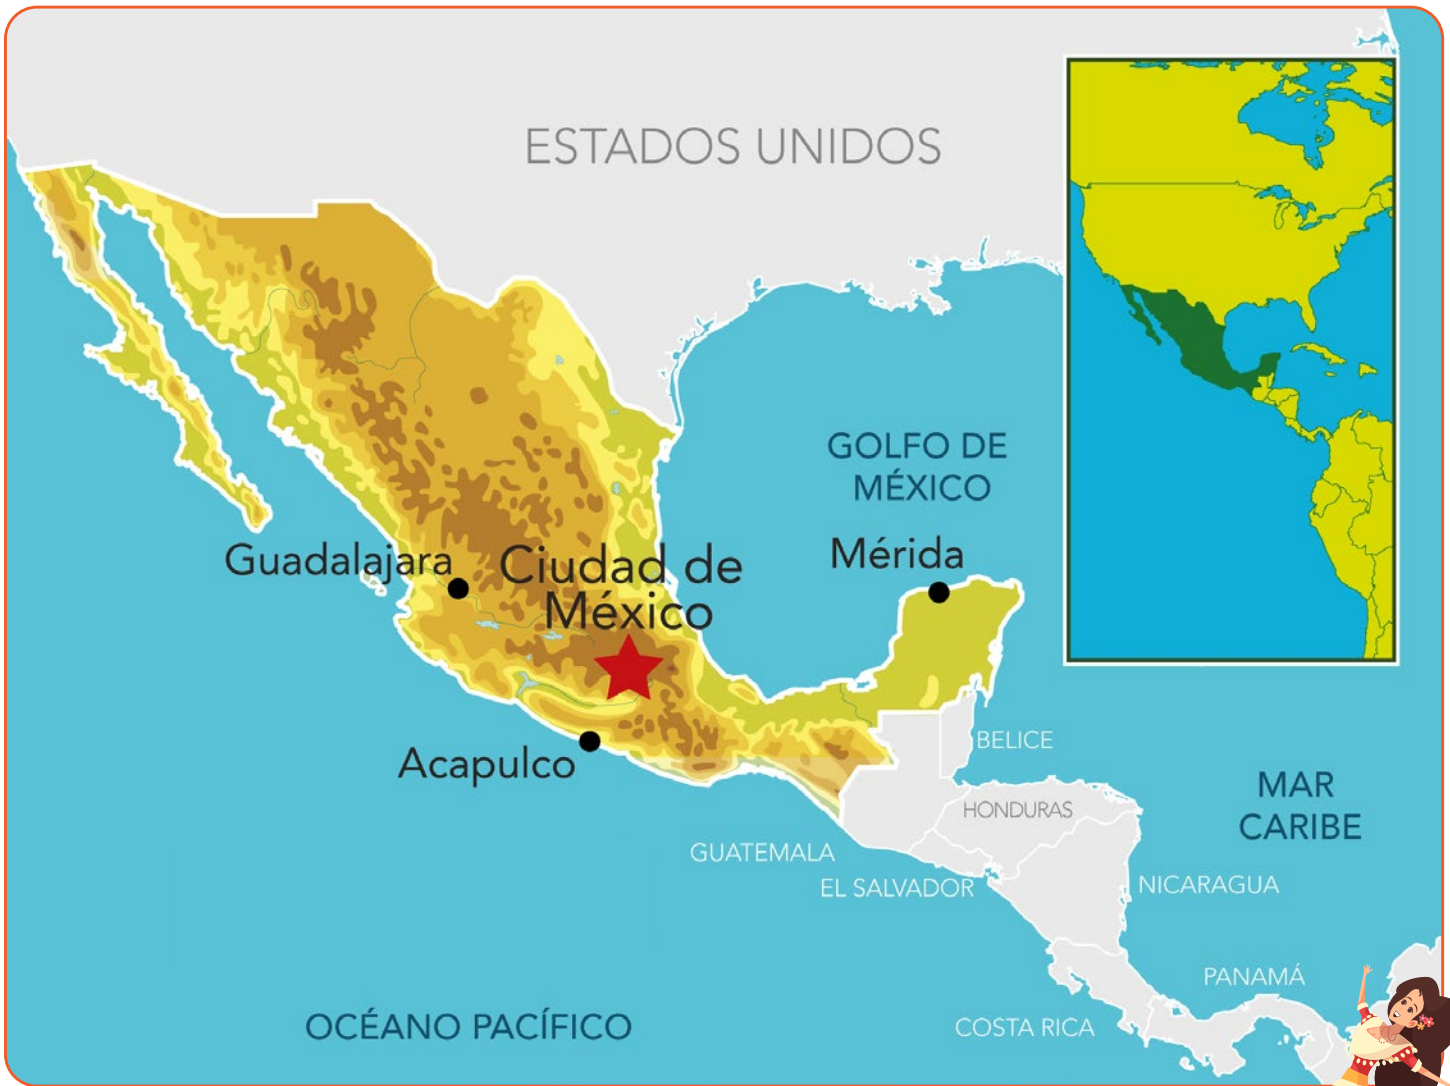 ESTADOS UNIDOS
GOLFO DE
MÉXICO
Guadalajara
Ciudad de
México
Mérida
Acapulco
BELICE
MAR
CARIBE
HONDURAS
GUATEMALA
EL SALVADOR
NICARAGUA
PANAMÁ
OCÉANO PACÍFICO
COSTA RICA